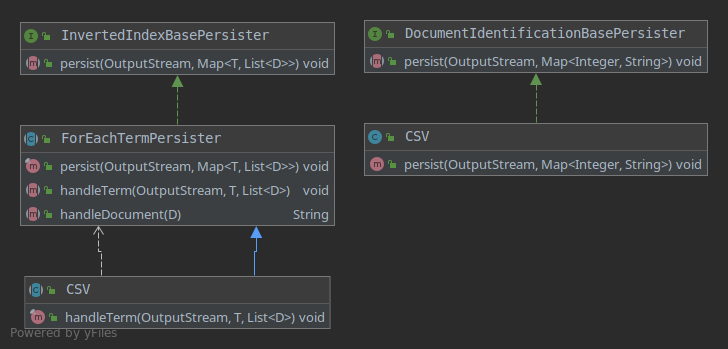 InvertedIndexBasePersister
persist(OutputStream, Map<T, List<D>>) void
ForEachTermPersister
persist(OutputStream, Map<T, List<D>>) void
handleTerm(OutputStream, T, List<D>) void
handleDocument(D) String
CSV
handleTerm(OutputStream, T, List<D>) void
DocumentIdentificationBasePersister
persist(OutputStream, Map<Integer, String>) void
CSV
persist(OutputStream, Map<Integer, String>) void
Powered by yFiles